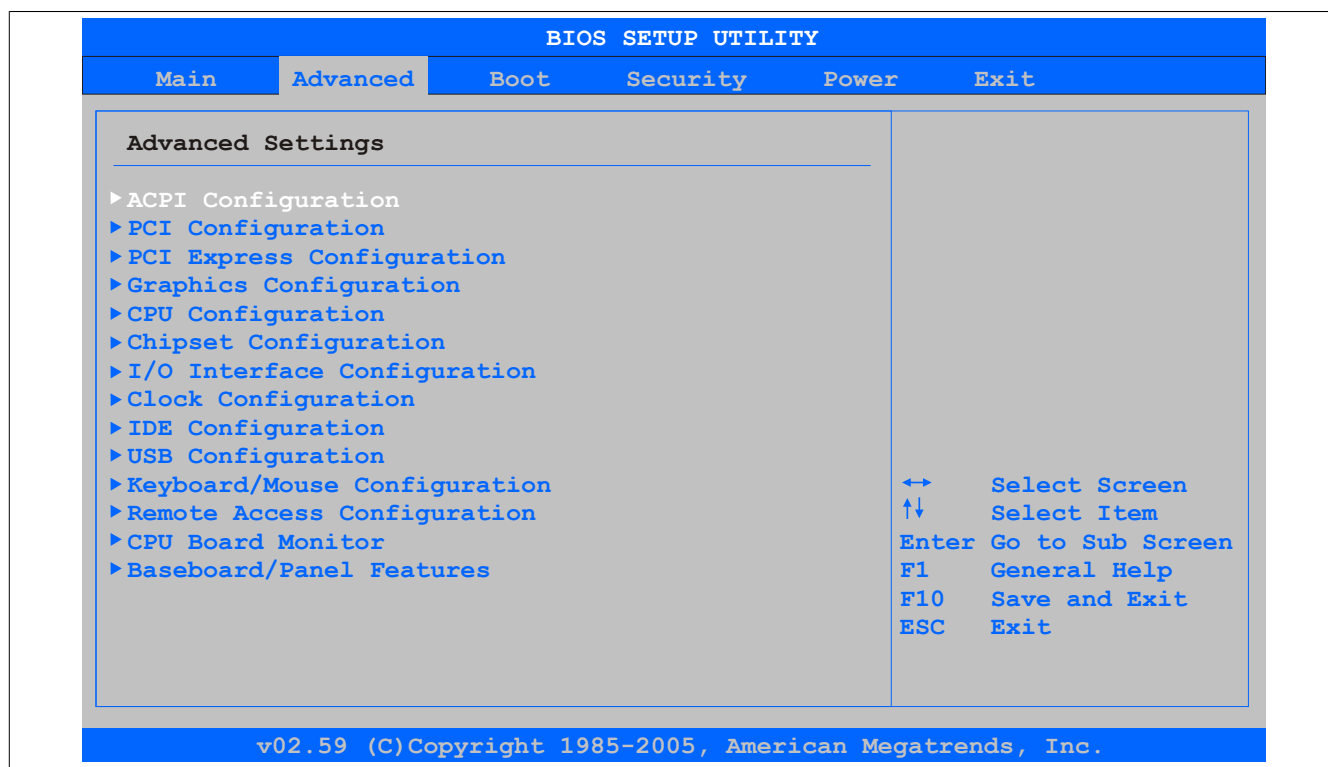 BIOS SETUP UTILITY
Main Advanced Boot Security Power Exit
Advanced Settings
ACPI Configuration
PCI Configuration
PCI Express Configuration
Graphics Configuration
CPU Configuration
Chipset Configuration
I/O Interface Configuration
Clock Configuration
IDE Configuration
USB Configuration
Keyboard/Mouse Configuration
Remote Access Configuration
CPU Board Monitor
Baseboard/Panel Features
↔ Select Screen
↑↓ Select Item
Enter Go to Sub Screen
F1 General Help
F10 Save and Exit
ESC Exit
v02.59 (C)Copyright 1985-2005, American Megatrends, Inc.